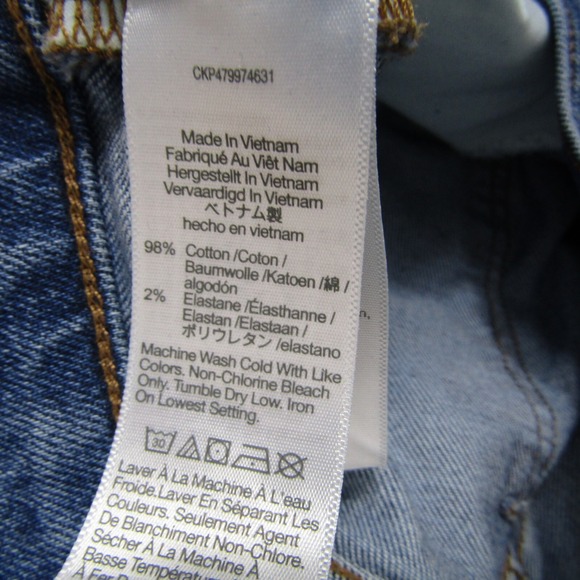 CKP479974631
Made In Vietnam
Fabriqué Au Viêt Nam
Hergestellt In Vietnam
Vervaardigd In Vietnam
ベトナム製
hecho en vietnam
98% Cotton /Coton /
Baumwolle /Katoen /綿 /
algodón
2% Elastane /Élasthanne /
Elastan /Elastaan /
ポリウレタン /elastano
Machine Wash Cold With Like
Colors. Non-Chlorine Bleach
Only. Tumble Dry Low. Iron
On Lowest Setting.
30
Laver À La Machine À L'eau
Froide.Laver En Séparant Les
Couleurs. Seulement Agent
De Blanchiment Non-Chlore.
Sécher À La Machine À
Basse Température
À Fer